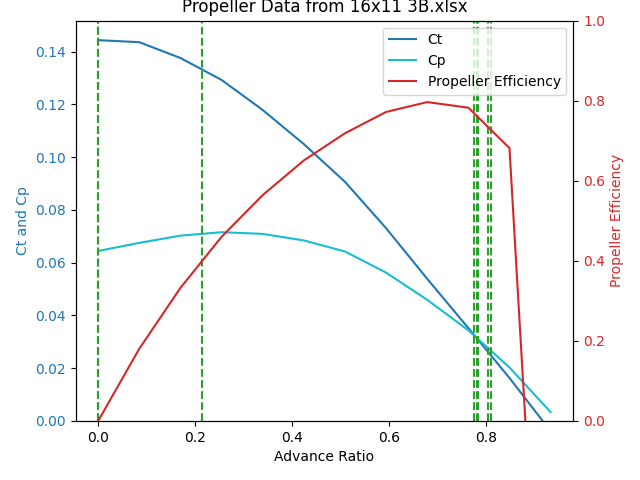 Propeller Data from 16x11 3B.xlsx
Ct
Cp
Propeller Efficiency
0.14
0.12
0.10
0.08
0.06
0.04
0.02
0.00
Ct and Cp
1.0
0.8
0.6
0.4
0.2
0.0
Propeller Efficiency
0.0 0.2 0.4 0.6 0.8
Advance Ratio